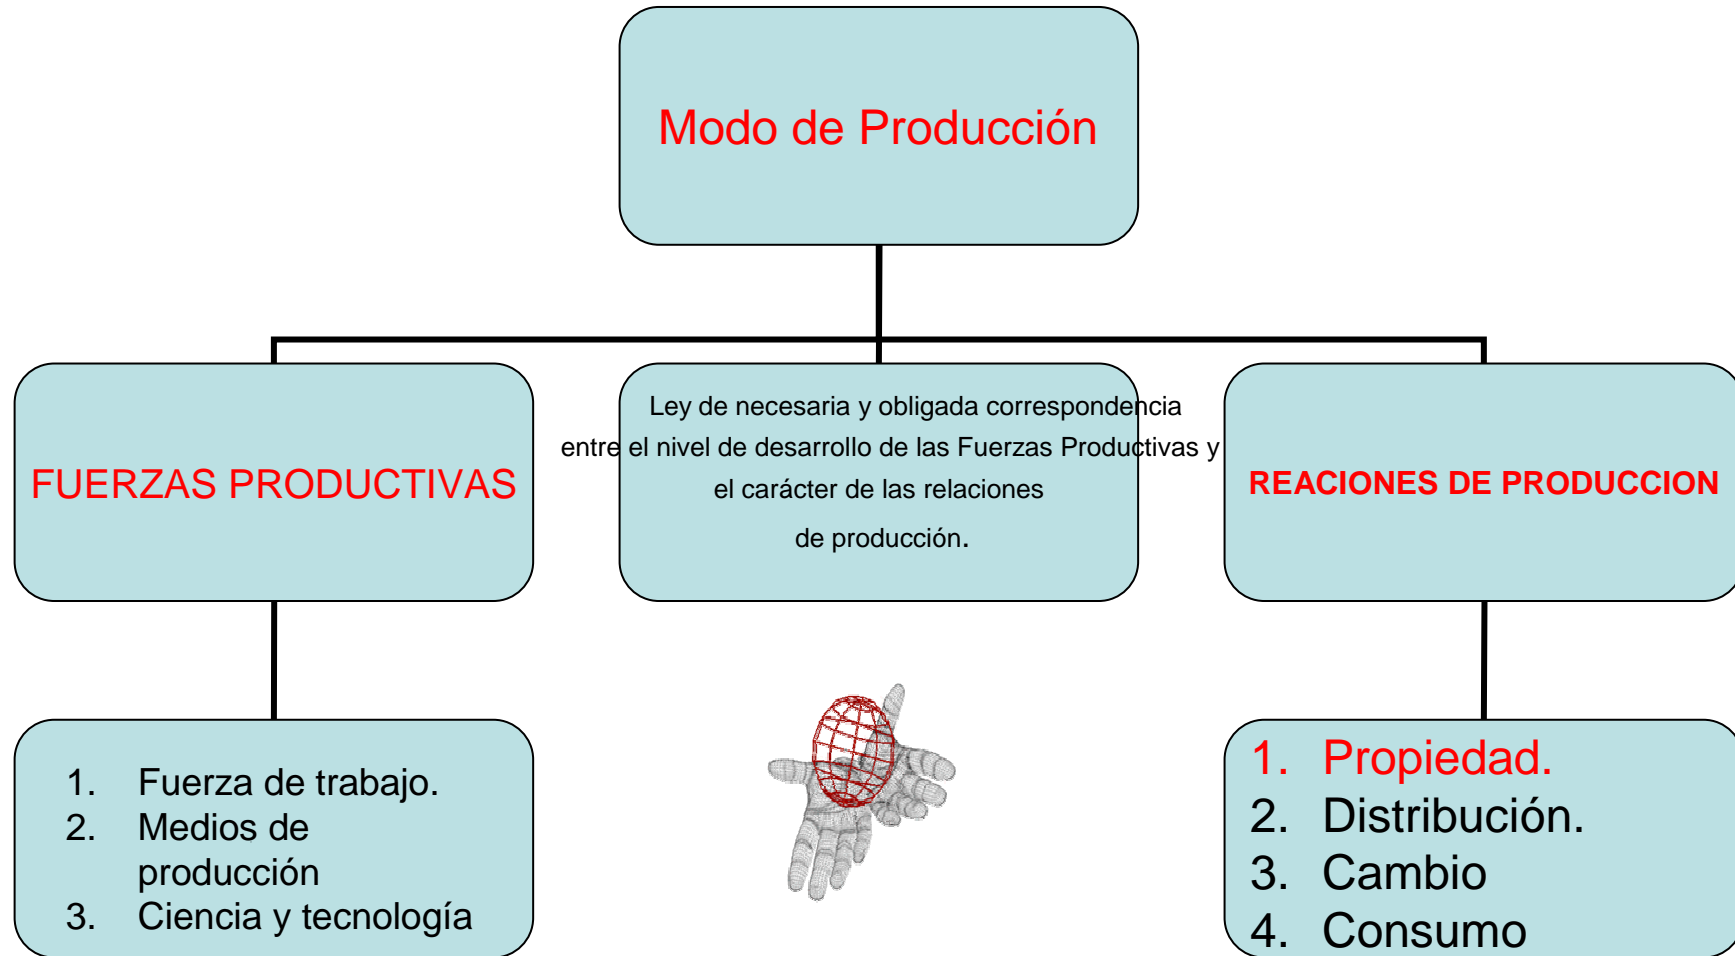 Modo de Producción
FUERZAS PRODUCTIVAS
Ley de necesaria y obligada correspondencia
entre el nivel de desarrollo de las Fuerzas Productivas y
el carácter de las relaciones
de producción.
REACIONES DE PRODUCCION
1. Fuerza de trabajo.
2. Medios de
producción
3. Ciencia y tecnología
1. Propiedad.
2. Distribución.
3. Cambio
4. Consumo